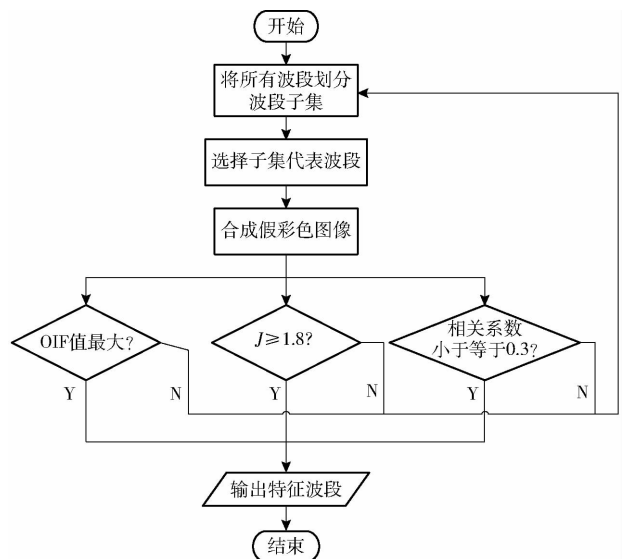 开始
将所有波段划分
波段子集
选择子集代表波段
合成假彩色图像
OIF值最大?
J≥1.8?
相关系数
小于等于0.3?
Y
N
Y
N
Y
N
输出特征波段
结束